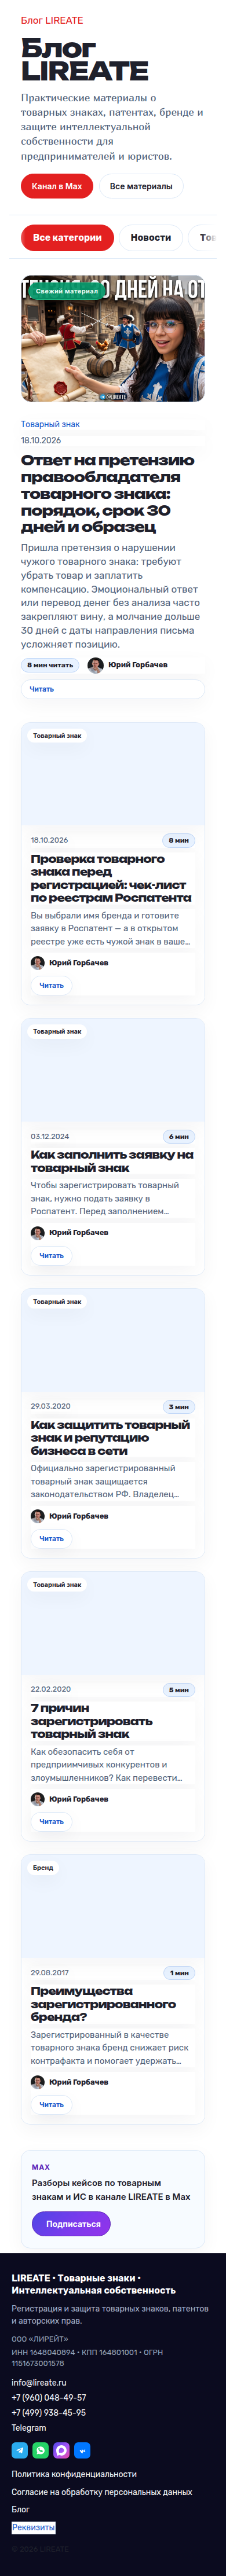 Блог LIREATE
Блог
LIREATE
Практические материалы о
товарных знаках, патентах, бренде и
защите интеллектуальной
собственности для
предпринимателей и юристов.
Канал в Max
Все материалы
Все категории
Новости
Тов
ДНЕЙ НА ОТ
Свежий материал
@LIREATE
Товарный знак
18.10.2026
Ответ на претензию
правообладателя
товарного знака:
порядок, срок 30
дней и образец
Пришла претензия о нарушении
чужого товарного знака: требуют
убрать товар и заплатить
компенсацию. Эмоциональный ответ
или перевод денег без анализа часто
закрепляют вину, а молчание дольше
30 дней с даты направления письма
усложняет позицию.
8 мин читать
Юрий Горбачев
Читать
Товарный знак
18.10.2026
8 мин
Проверка товарного
знака перед
регистрацией: чек-лист
по реестрам Роспатента
Вы выбрали имя бренда и готовите
заявку в Роспатент — а в открытом
реестре уже есть чужой знак в ваше…
Юрий Горбачев
Читать
Товарный знак
03.12.2024
6 мин
Как заполнить заявку на
товарный знак
Чтобы зарегистрировать товарный
знак, нужно подать заявку в
Роспатент. Перед заполнением…
Юрий Горбачев
Читать
Товарный знак
29.03.2020
3 мин
Как защитить товарный
знак и репутацию
бизнеса в сети
Официально зарегистрированный
товарный знак защищается
законодательством РФ. Владелец…
Юрий Горбачев
Читать
Товарный знак
22.02.2020
5 мин
7 причин
зарегистрировать
товарный знак
Как обезопасить себя от
предприимчивых конкурентов и
злоумышленников? Как перевести…
Юрий Горбачев
Читать
Бренд
29.08.2017
1 мин
Преимущества
зарегистрированного
бренда?
Зарегистрированный в качестве
товарного знака бренд снижает риск
контрафакта и помогает удержать…
Юрий Горбачев
Читать
MAX
Разборы кейсов по товарным
знакам и ИС в канале LIREATE в Max
Подписаться
LIREATE • Товарные знаки •
Интеллектуальная собственность
Регистрация и защита товарных знаков, патентов
и авторских прав.
ООО «ЛИРЕЙТ»
ИНН 1648040894 • КПП 164801001 • ОГРН
1151673001578
info@lireate.ru
+7 (960) 048-49-57
+7 (499) 938-45-95
Telegram
Политика конфиденциальности
Согласие на обработку персональных данных
Блог
Реквизиты
© 2026 LIREATE